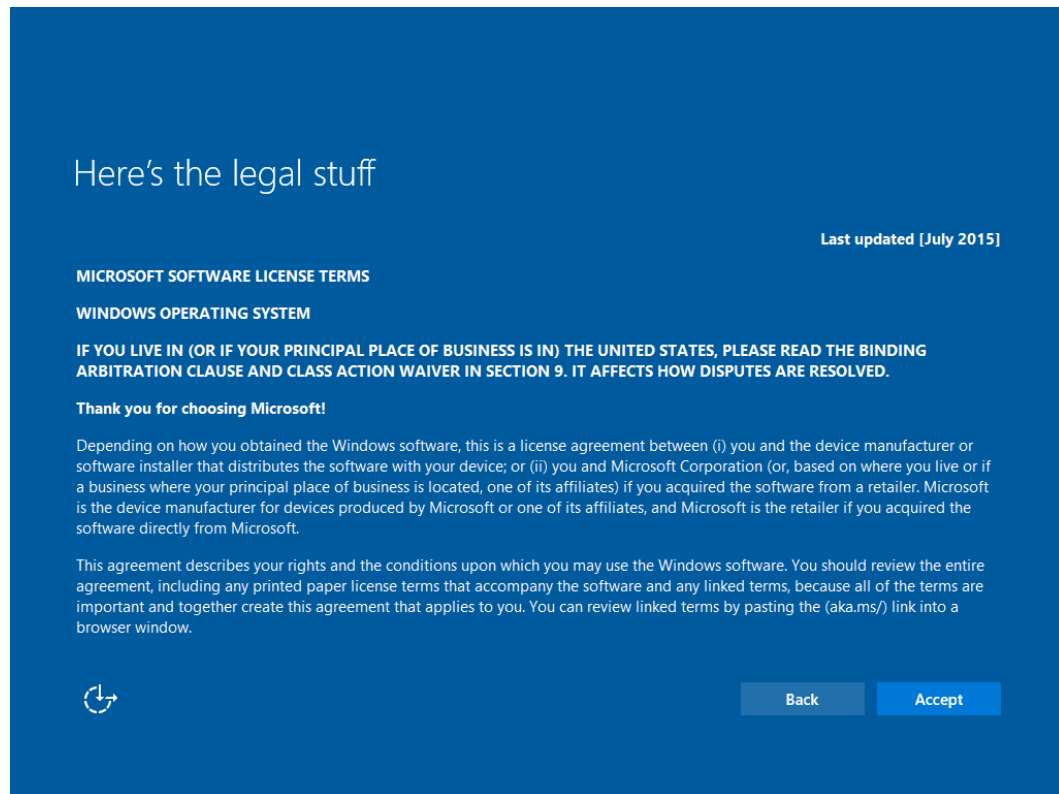 Here's the legal stuff
Last updated [July 2015]
MICROSOFT SOFTWARE LICENSE TERMS
WINDOWS OPERATING SYSTEM
IF YOU LIVE IN (OR IF YOUR PRINCIPAL PLACE OF BUSINESS IS IN) THE UNITED STATES, PLEASE READ THE BINDING
ARBITRATION CLAUSE AND CLASS ACTION WAIVER IN SECTION 9. IT AFFECTS HOW DISPUTES ARE RESOLVED.
Thank you for choosing Microsoft!
Depending on how you obtained the Windows software, this is a license agreement between (i) you and the device manufacturer or
software installer that distributes the software with your device; or (ii) you and Microsoft Corporation (or, based on where you live or if
a business where your principal place of business is located, one of its affiliates) if you acquired the software from a retailer. Microsoft
is the device manufacturer for devices produced by Microsoft or one of its affiliates, and Microsoft is the retailer if you acquired the
software directly from Microsoft.
This agreement describes your rights and the conditions upon which you may use the Windows software. You should review the entire
agreement, including any printed paper license terms that accompany the software and any linked terms, because all of the terms are
important and together create this agreement that applies to you. You can review linked terms by pasting the (aka.ms/) link into a
browser window.
Back
Accept